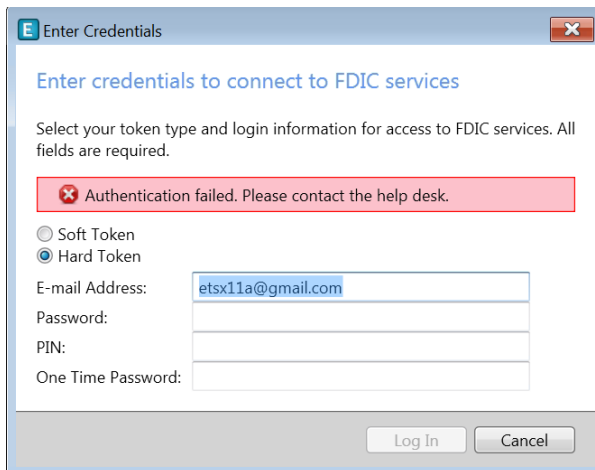 E Enter Credentials
Enter credentials to connect to FDIC services
Select your token type and login information for access to FDIC services. All
fields are required.
Authentication failed. Please contact the help desk.
Soft Token
Hard Token
E-mail Address: etsx11a@gmail.com
Password:
PIN:
One Time Password:
Log In Cancel